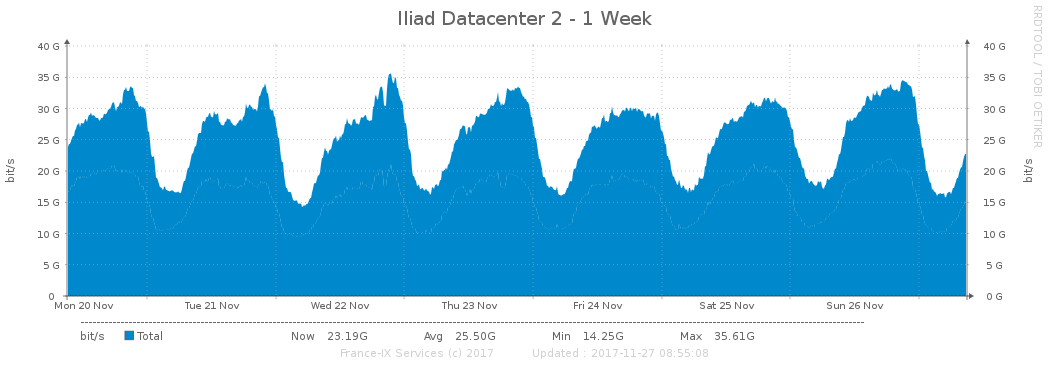 Iliad Datacenter 2 - 1 Week
RRDTOOL / TOBI OETIKER
bit/s
40 G
35 G
30 G
25 G
20 G
15 G
10 G
5 G
0
40 G
35 G
30 G
25 G
20 G
15 G
10 G
5 G
0 G
bit/s
Mon 20 Nov Tue 21 Nov Wed 22 Nov Thu 23 Nov Fri 24 Nov Sat 25 Nov Sun 26 Nov
bit/s Total Now 23.19G Avg 25.50G Min 14.25G Max 35.61G
France-IX Services (c) 2017 Updated : 2017-11-27 08:55:08